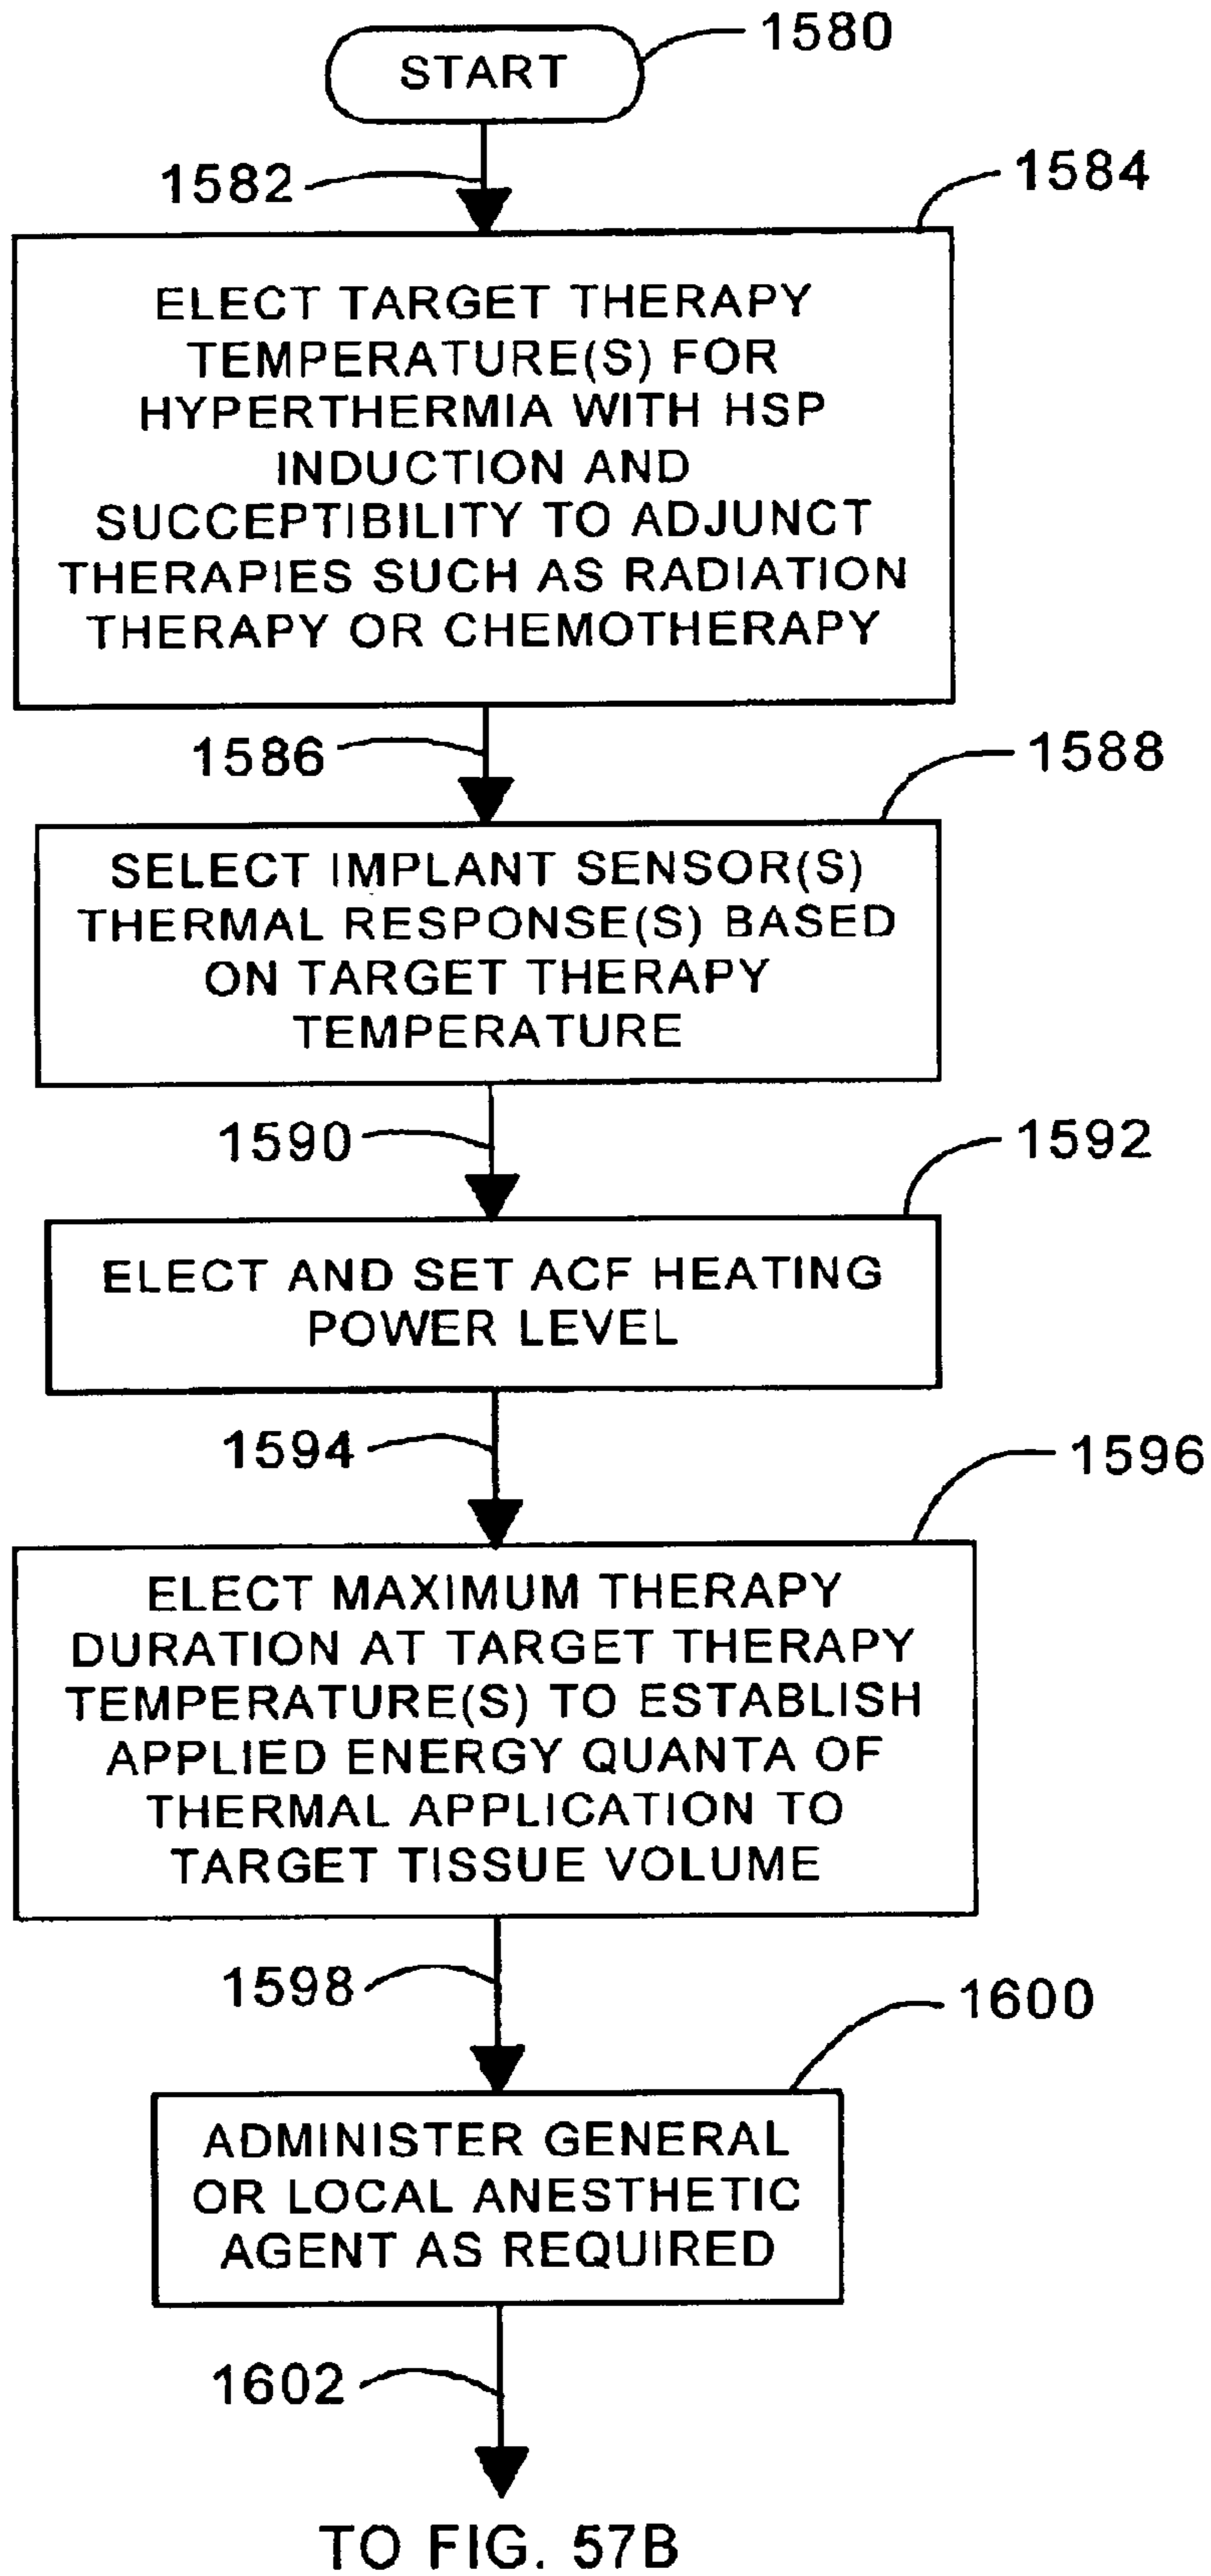 START
1580
1582
1584
ELECT TARGET THERAPY
TEMPERATURE(S) FOR
HYPERTHERMIA WITH HSP
INDUCTION AND
SUCCEPTIBILITY TO ADJUNCT
THERAPIES SUCH AS RADIATION
THERAPY OR CHEMOTHERAPY
1586
1588
SELECT IMPLANT SENSOR(S)
THERMAL RESPONSE(S) BASED
ON TARGET THERAPY
TEMPERATURE
1590
1592
ELECT AND SET ACF HEATING
POWER LEVEL
1594
1596
ELECT MAXIMUM THERAPY
DURATION AT TARGET THERAPY
TEMPERATURE(S) TO ESTABLISH
APPLIED ENERGY QUANTA OF
THERMAL APPLICATION TO
TARGET TISSUE VOLUME
1598
1600
ADMINISTER GENERAL
OR LOCAL ANESTHETIC
AGENT AS REQUIRED
1602
TO FIG. 57B